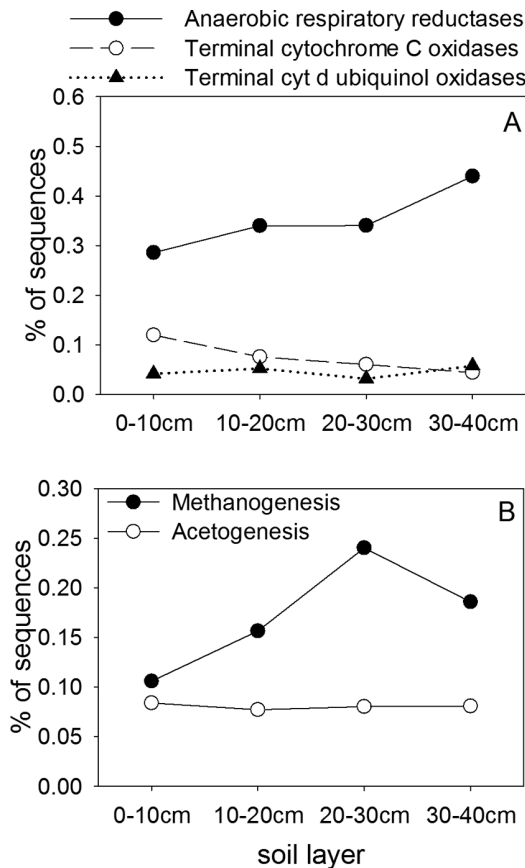 Anaerobic respiratory reductases
Terminal cytochrome C oxidases
Terminal cyt d ubiquinol oxidases
A
0.6
0.5
0.4
0.3
0.2
0.1
0.0
% of sequences
0-10cm 10-20cm 20-30cm 30-40cm
B
Methanogenesis
Acetogenesis
0.30
0.25
0.20
0.15
0.10
0.05
0.00
% of sequences
0-10cm 10-20cm 20-30cm 30-40cm
soil layer